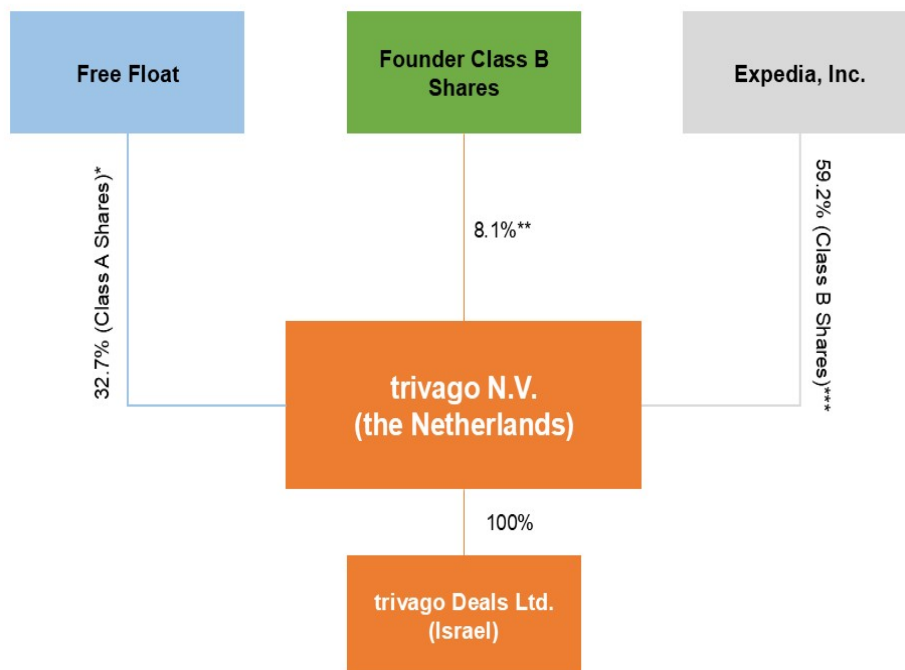 Free Float
Founder Class B
Shares
Expedia, Inc.
32.7% (Class A Shares)*
8.1%**
59.2% (Class B Shares)***
trivago N.V.
(the Netherlands)
100%
trivago Deals Ltd.
(Israel)